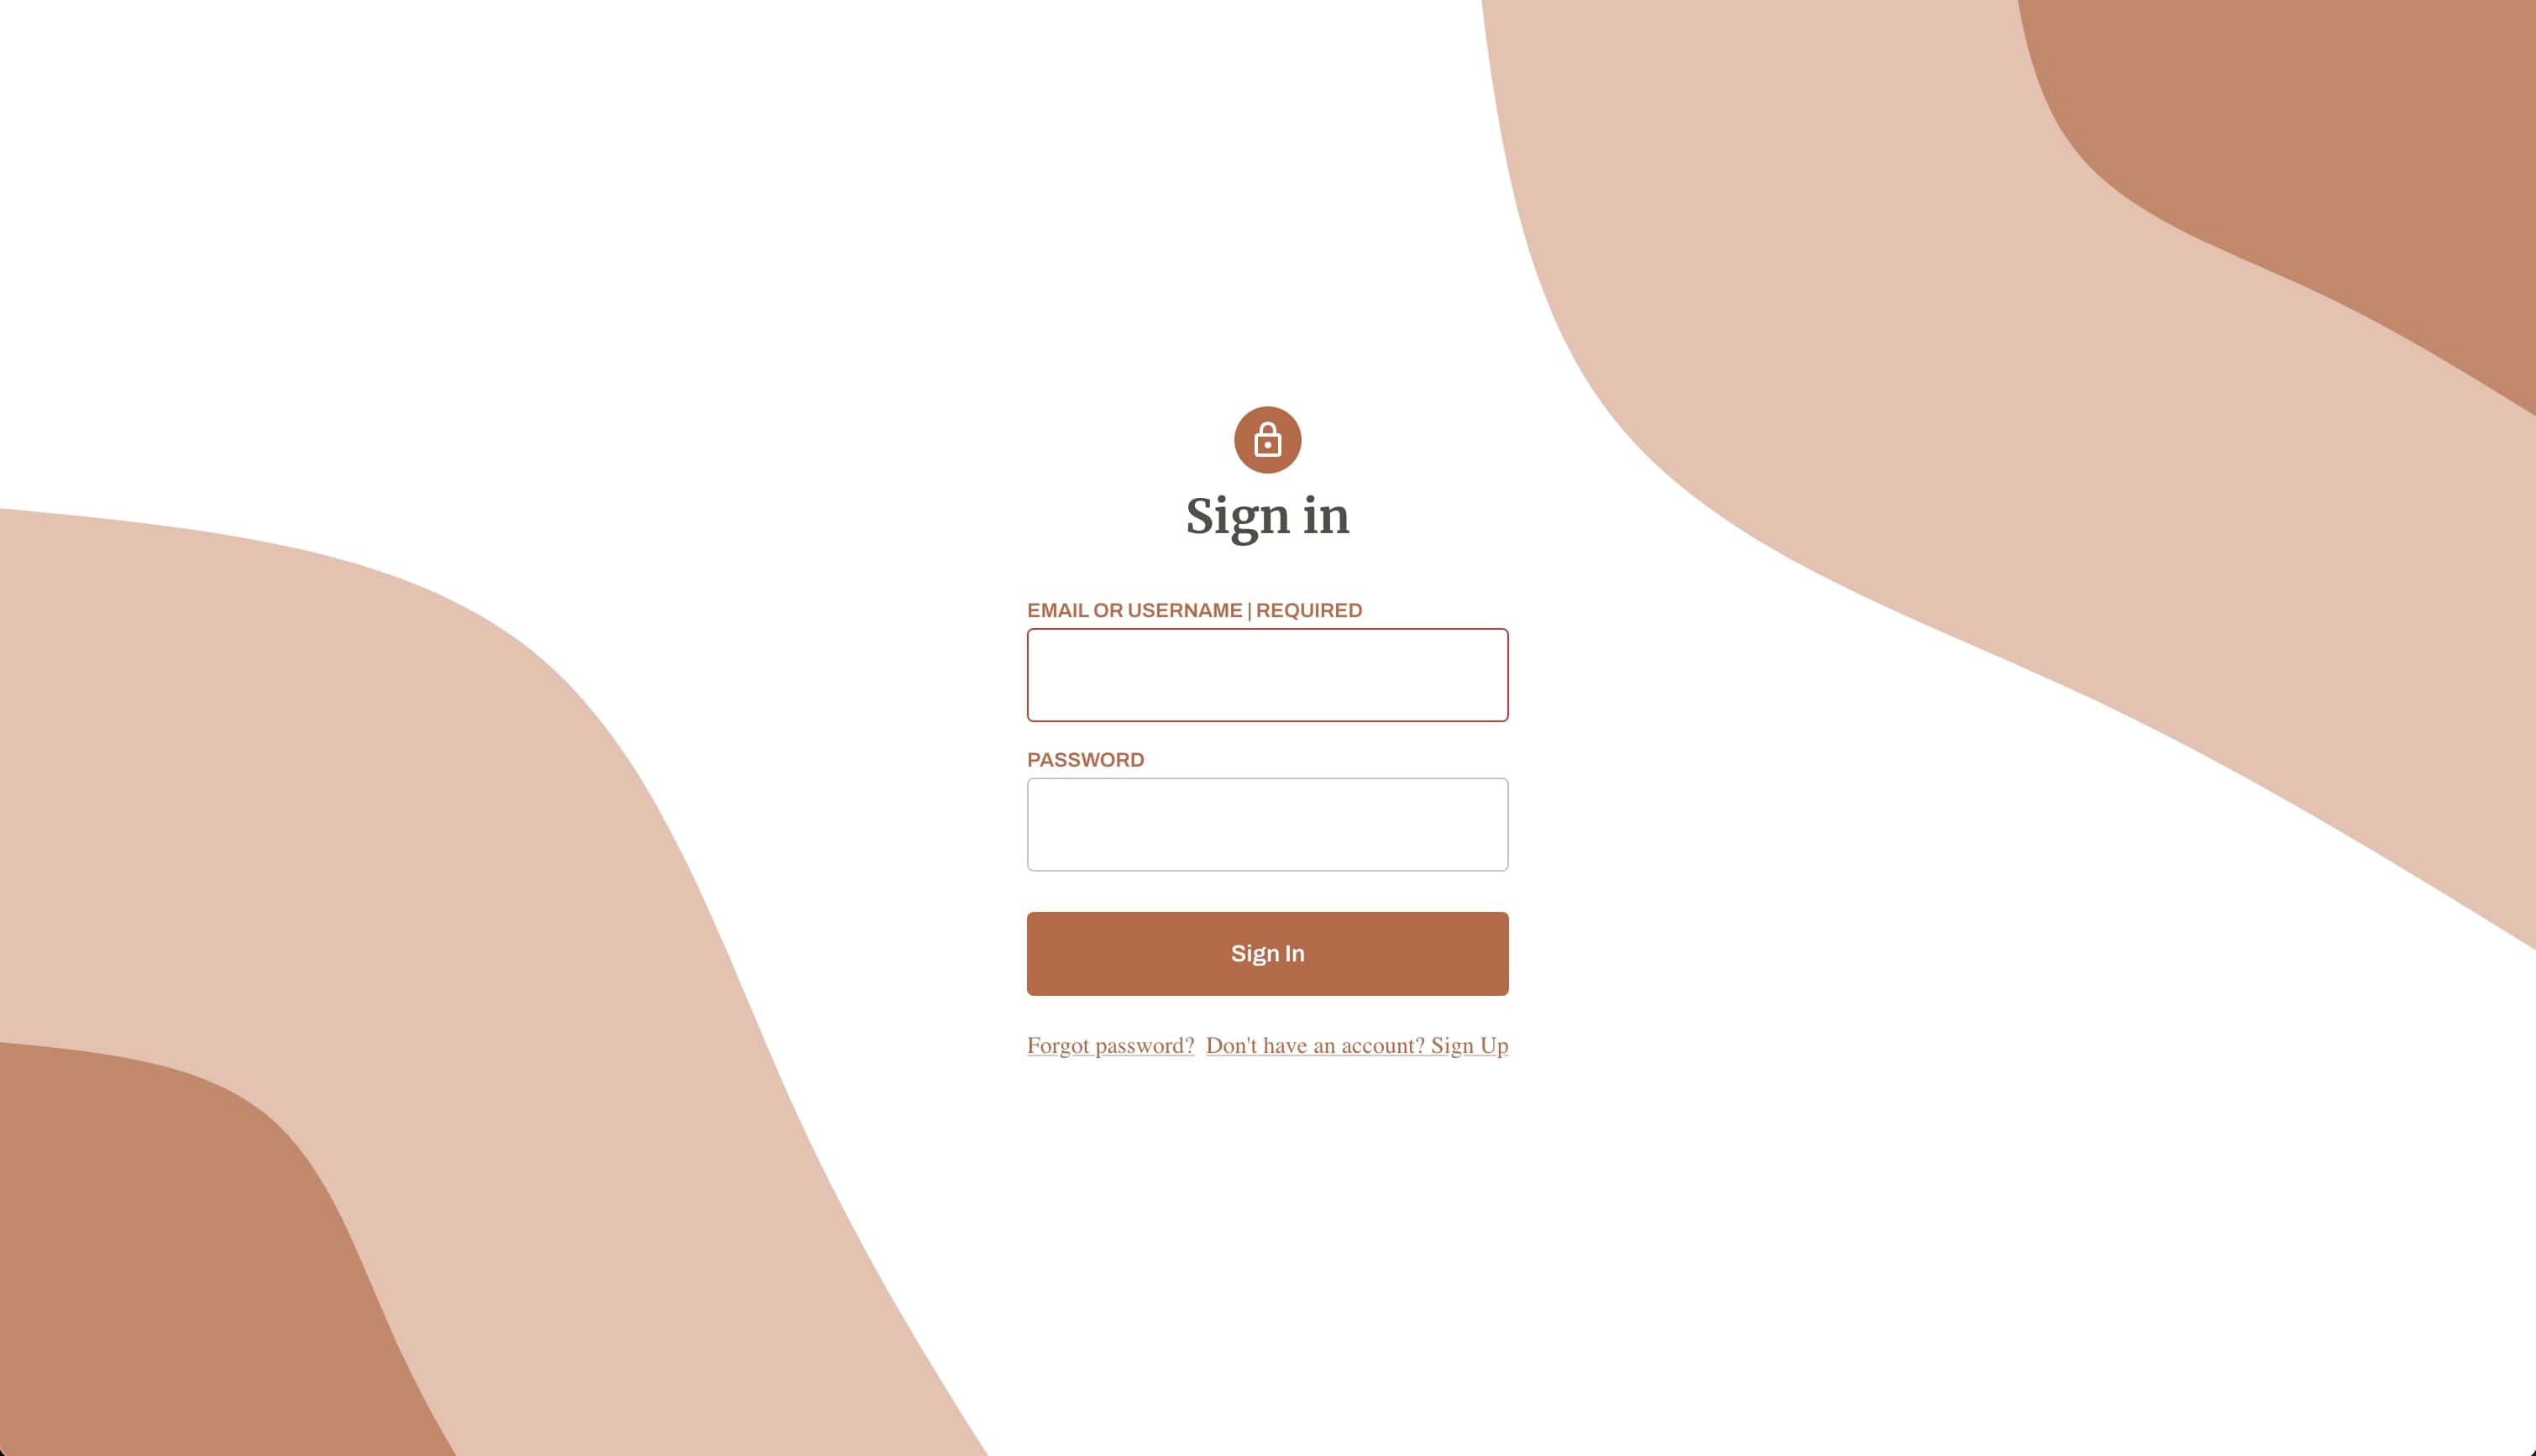 Sign in
EMAIL OR USERNAME | REQUIRED
PASSWORD
Sign In
Forgot password? Don't have an account? Sign Up